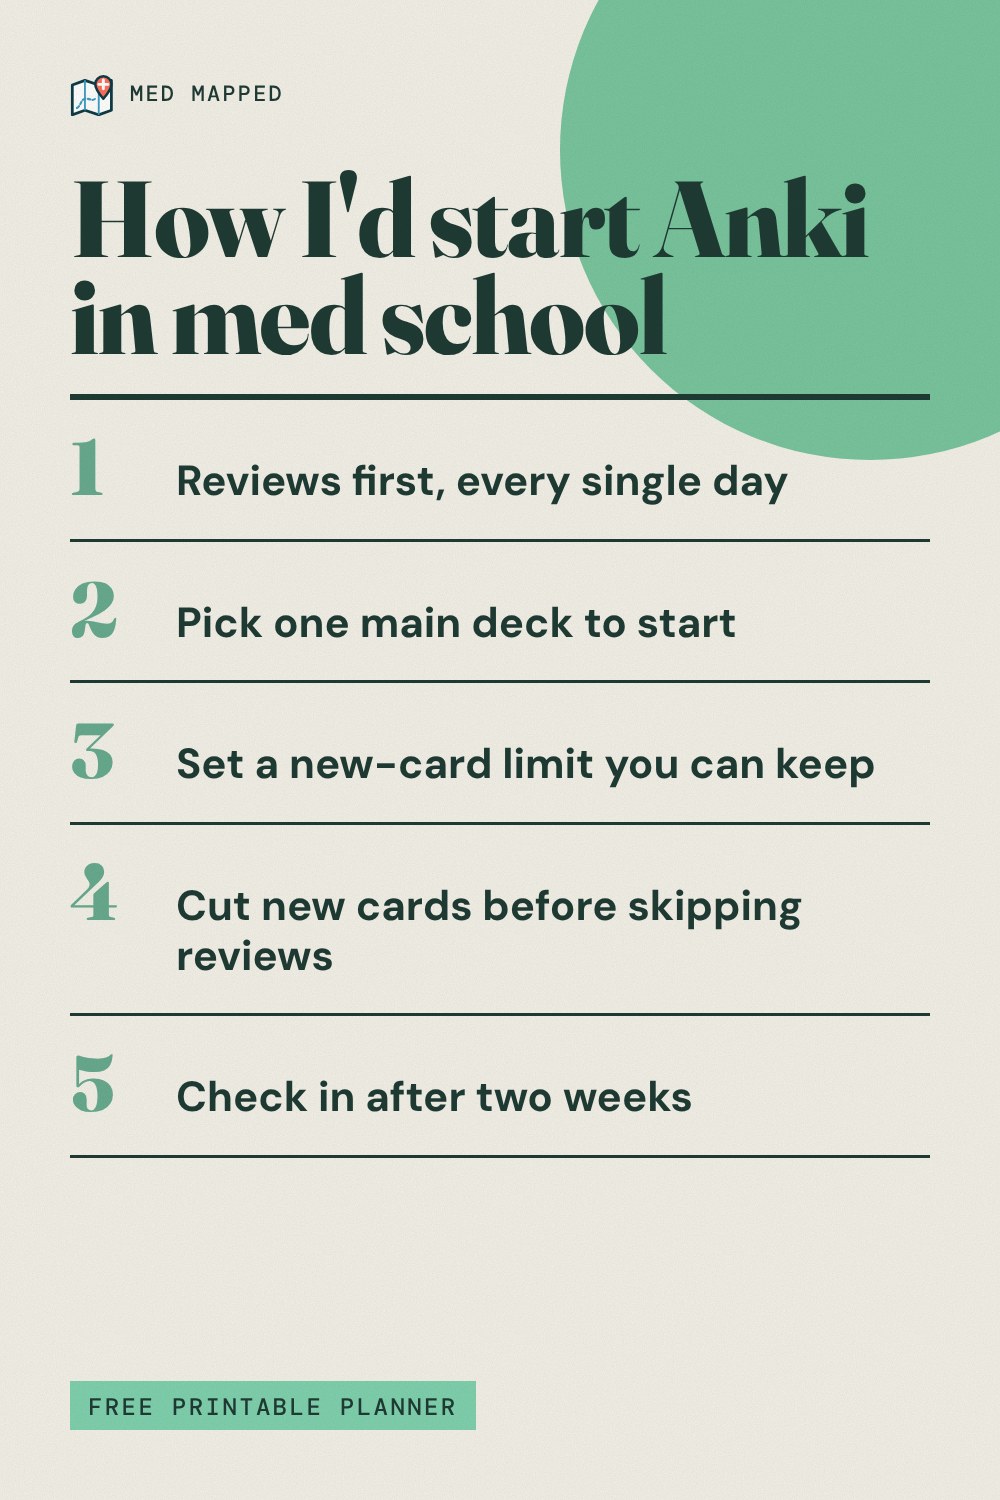 MED MAPPED
How I'd start Anki
in med school
1 Reviews first, every single day
2 Pick one main deck to start
3 Set a new-card limit you can keep
4 Cut new cards before skipping
reviews
5 Check in after two weeks
FREE PRINTABLE PLANNER